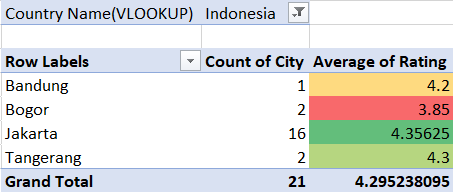 Country Name(VLOOKUP) Indonesia
Row Labels Count of City Average of Rating
Bandung 1 4.2
Bogor 2 3.85
Jakarta 16 4.35625
Tangerang 2 4.3
Grand Total 21 4.295238095